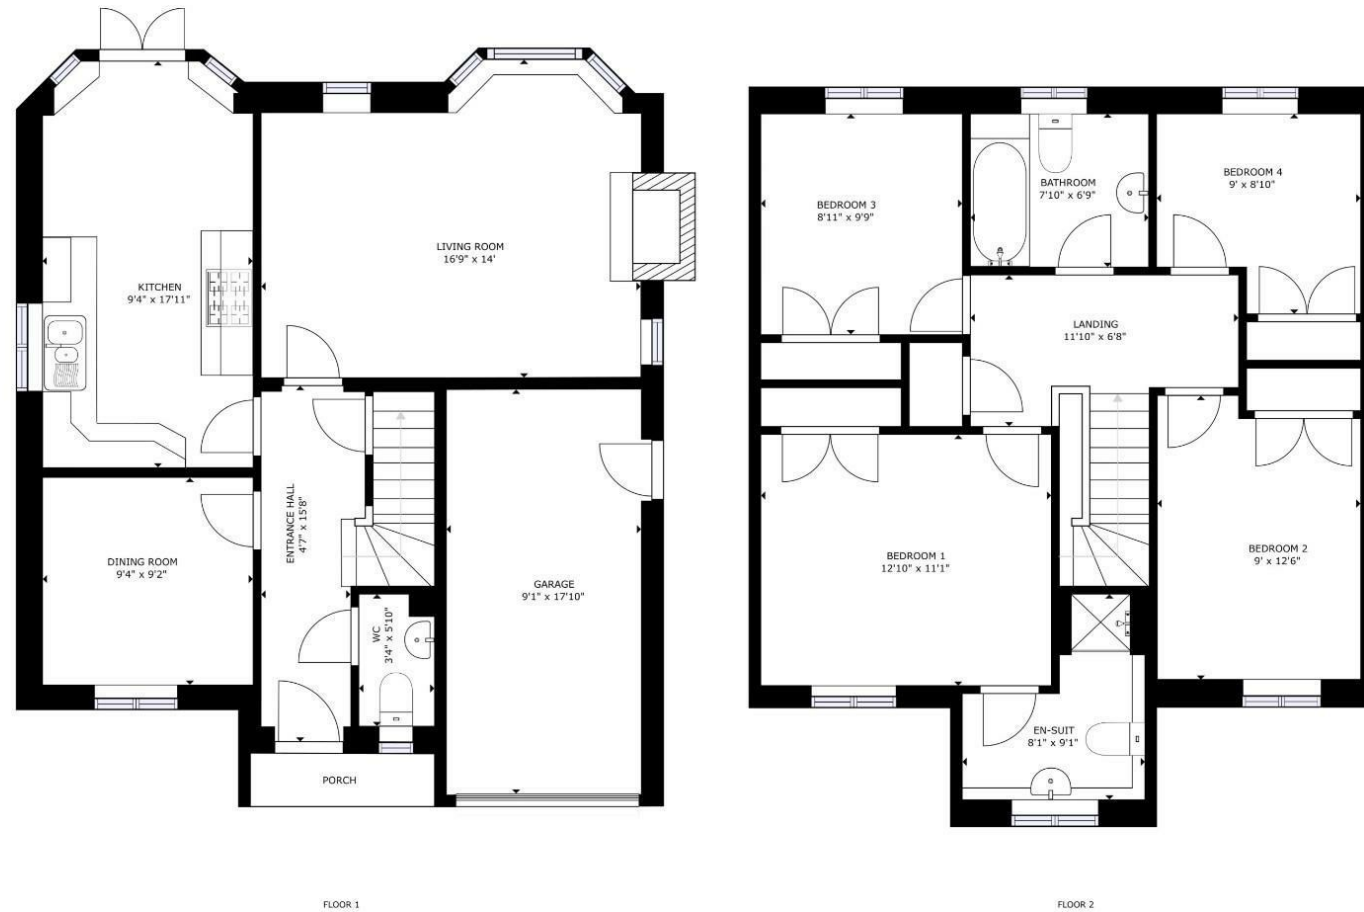 KITCHEN
9'4" x 17'11"
LIVING ROOM
16'9" x 14'
DINING ROOM
9'4" x 9'2"
ENTRANCE HALL
4'7" x 15'8"
WC
3'4" x 5'10"
GARAGE
9'1" x 17'10"
PORCH
FLOOR 1
BEDROOM 3
8'11" x 9'9"
BATHROOM
7'10" x 6'9"
BEDROOM 4
9' x 8'10"
LANDING
11'10" x 6'8"
BEDROOM 1
12'10" x 11'1"
BEDROOM 2
9' x 12'6"
EN-SUIT
8'1" x 9'1"
FLOOR 2